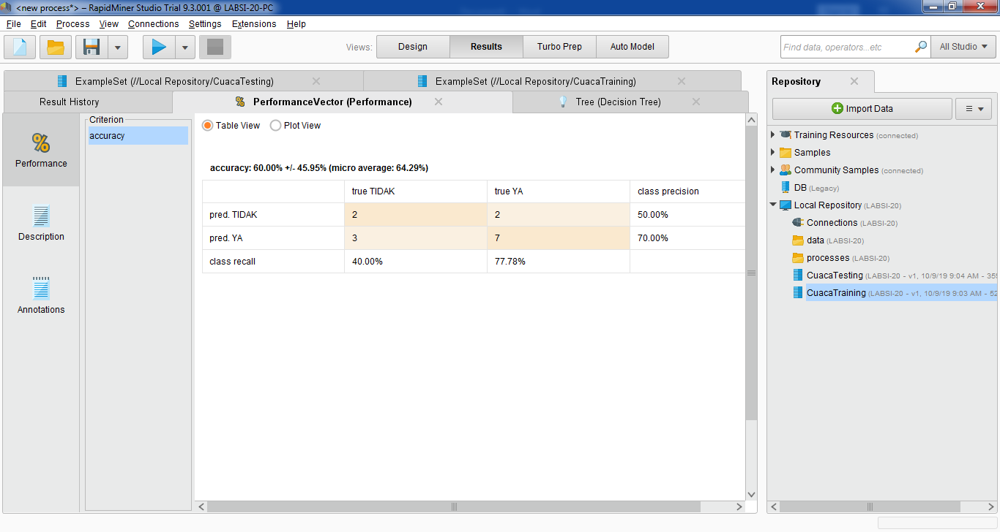 <new process*> – RapidMiner Studio Trial 9.3.001 @ LABSI-20-PC
File Edit Process View Connections Settings Extensions Help
Views: Design Results Turbo Prep Auto Model Find data, operators...etc All Studio
ExampleSet (//Local Repository/CuacaTesting) ExampleSet (//Local Repository/CuacaTraining)
Result History PerformanceVector (Performance) Tree (Decision Tree)
% Performance
Description
Annotations
Criterion
accuracy
Table View Plot View
accuracy: 60.00% +/- 45.95% (micro average: 64.29%)
true TIDAK true YA class precision
pred. TIDAK 2 2 50.00%
pred. YA 3 7 70.00%
class recall 40.00% 77.78%
Repository
Import Data
Training Resources (connected)
Samples
Community Samples (connected)
DB (Legacy)
Local Repository (LABSI-20)
Connections (LABSI-20)
data (LABSI-20)
processes (LABSI-20)
CuacaTesting (LABSI-20 - v1, 10/9/19 9:04 AM - 359
CuacaTraining (LABSI-20 - v1, 10/9/19 9:03 AM - 52